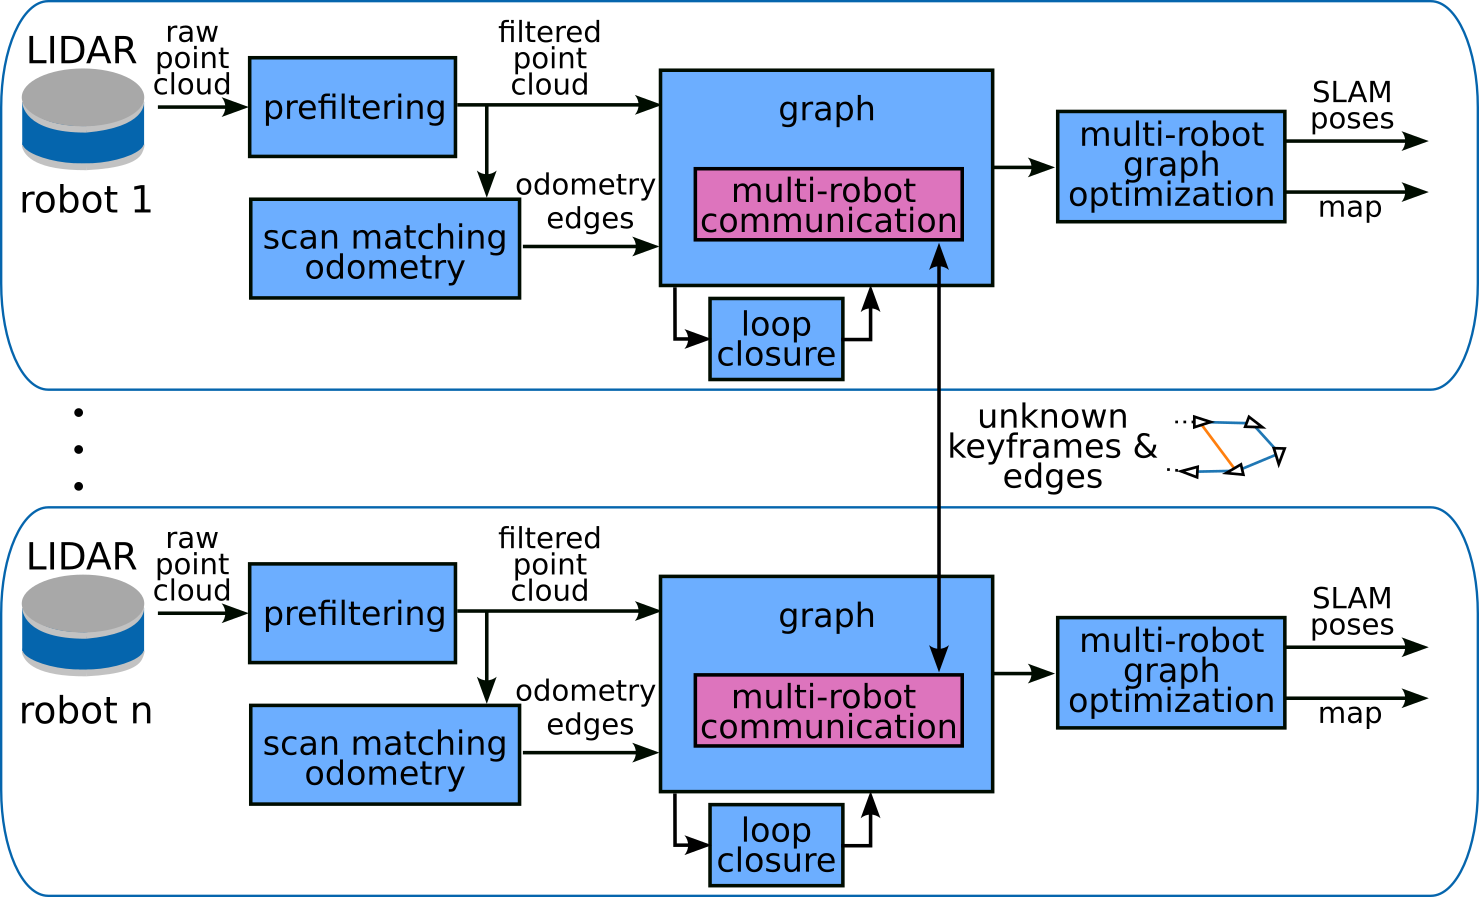 LIDAR
robot 1
raw
point
cloud
prefiltering
filtered
point
cloud
scan matching
odometry
odometry
edges
graph
multi-robot
communication
loop
closure
multi-robot
graph
optimization
SLAM
poses
map
unknown
keyframes &
edges
LIDAR
robot n
raw
point
cloud
prefiltering
filtered
point
cloud
scan matching
odometry
odometry
edges
graph
multi-robot
communication
loop
closure
multi-robot
graph
optimization
SLAM
poses
map